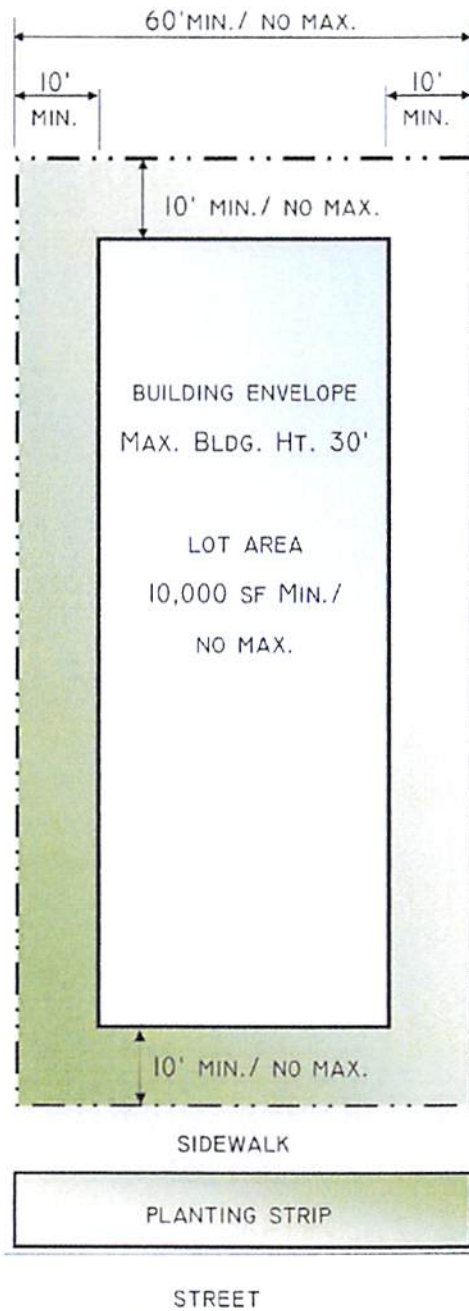 60'MIN./ NO MAX.
10' 10'
MIN. MIN.
10' MIN./ NO MAX.
BUILDING ENVELOPE
MAX. BLDG. HT. 30'
LOT AREA
10,000 SF MIN./
NO MAX.
10' MIN./ NO MAX.
SIDEWALK
PLANTING STRIP
STREET